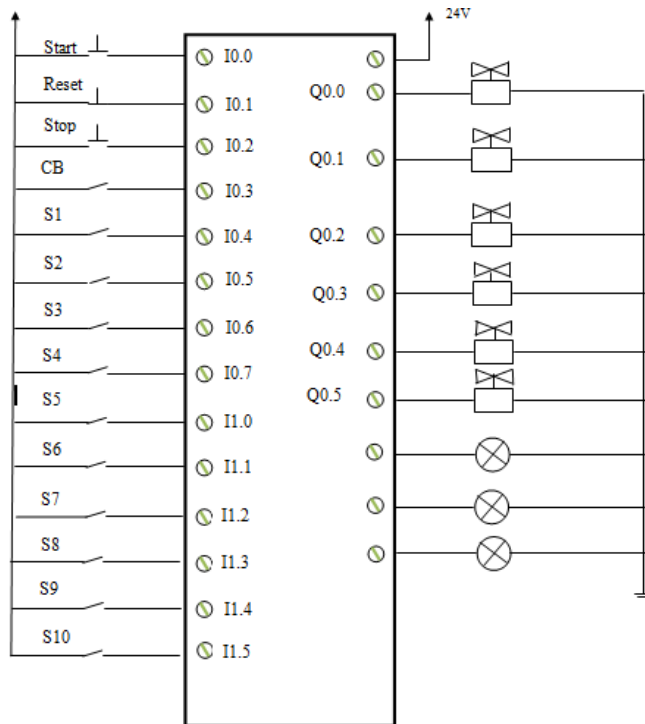 24V
Start I0.0
Reset I0.1 Q0.0
Stop I0.2 Q0.1
CB I0.3
S1 I0.4 Q0.2
S2 I0.5 Q0.3
S3 I0.6 Q0.4
S4 I0.7 Q0.5
S5 I1.0
S6 I1.1
S7 I1.2
S8 I1.3
S9 I1.4
S10 I1.5